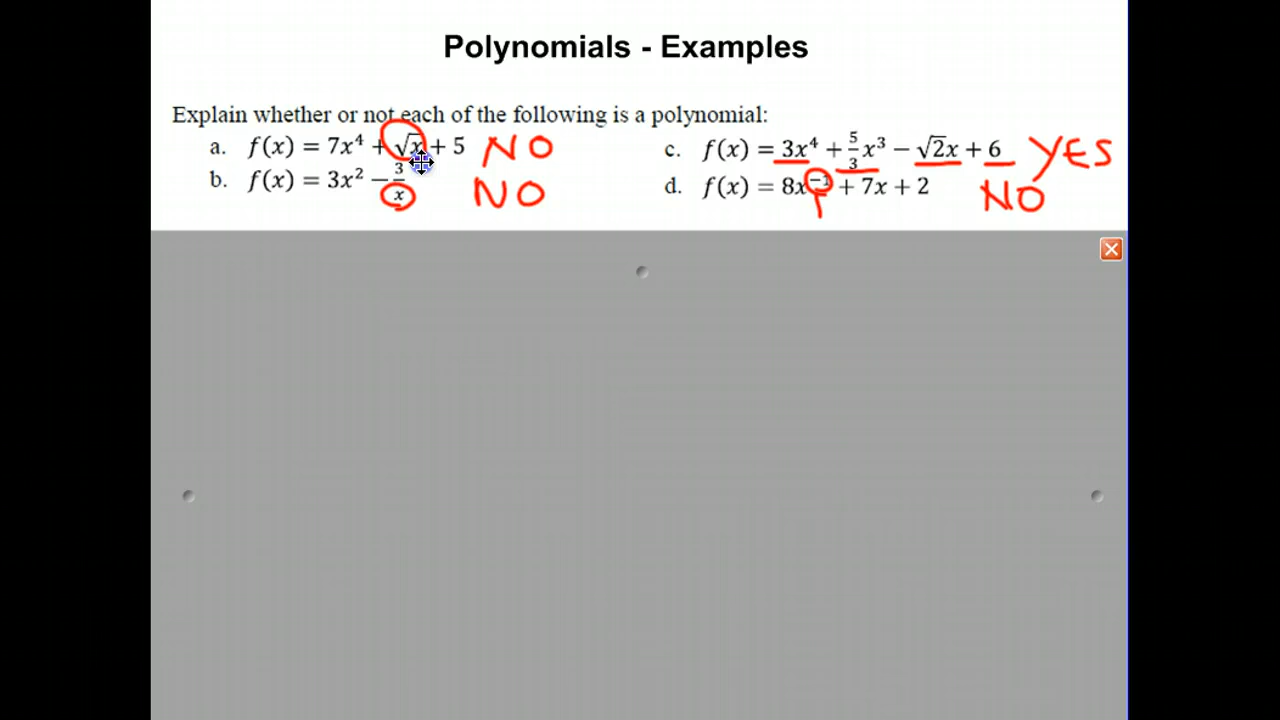 Polynomials - Examples
Explain whether or not each of the following is a polynomial:
a. f(x) = 7x⁴ + √x + 5 NO
b. f(x) = 3x² − 3/x NO
c. f(x) = 3x⁴ + 5/3 x³ − √2x + 6 YES
d. f(x) = 8x⁻¹ + 7x + 2 NO